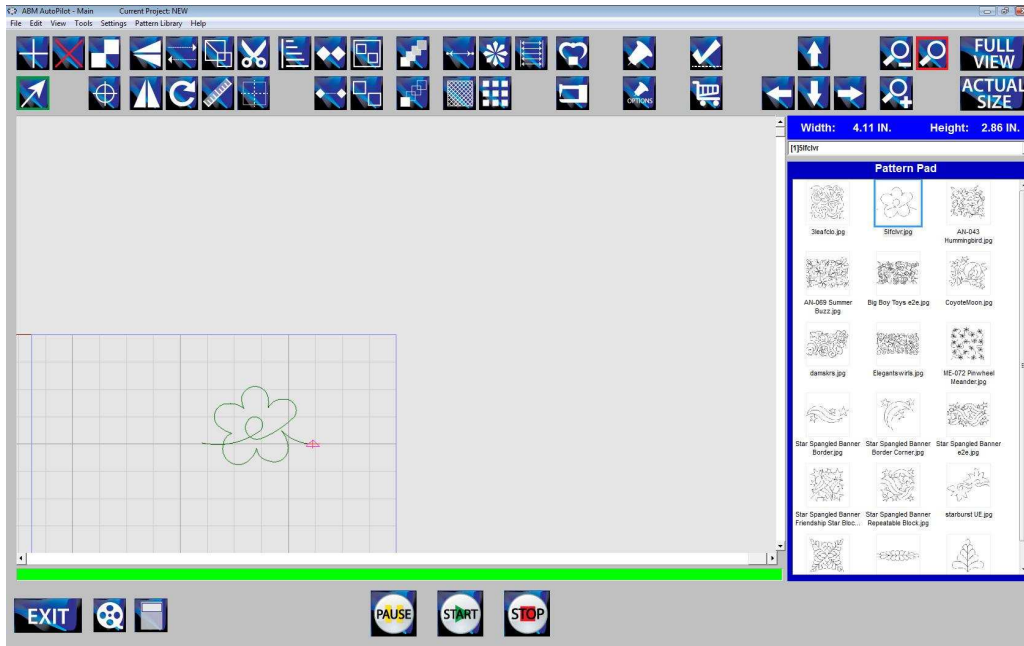 ABM AutoPilot - Main Current Project: NEW
File Edit View Tools Settings Pattern Library Help
FULL VIEW
OPTIONS
ACTUAL SIZE
Width: 4.11 IN. Height: 2.86 IN.
[1]5lfclvr
Pattern Pad
3leafclo.jpg
5lfclvr.jpg
AN-043
Hummingbird.jpg
AN-069 Summer
Buzz.jpg
Big Boy Toys e2e.jpg
CoyoteMoon.jpg
damskrs.jpg
Elegantswirls.jpg
ME-072 Pinwheel
Meander.jpg
Star Spangled Banner
Border.jpg
Star Spangled Banner
Border Corner.jpg
Star Spangled Banner
e2e.jpg
Star Spangled Banner
Friendship Star Bloc...
Star Spangled Banner
Repeatable Block.jpg
starburst UE.jpg
EXIT
PAUSE
START
STOP